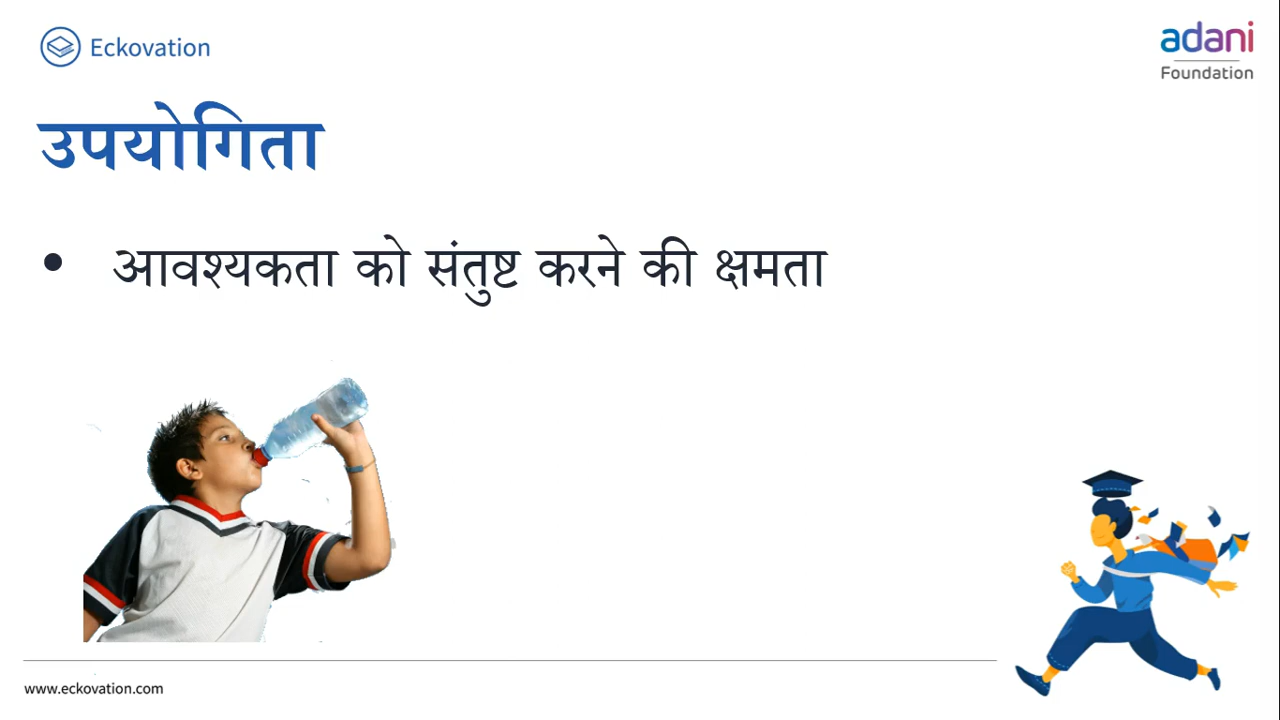 Eckovation
adani
Foundation
उपयोगिता
• आवश्यकता को संतुष्ट करने की क्षमता
www.eckovation.com